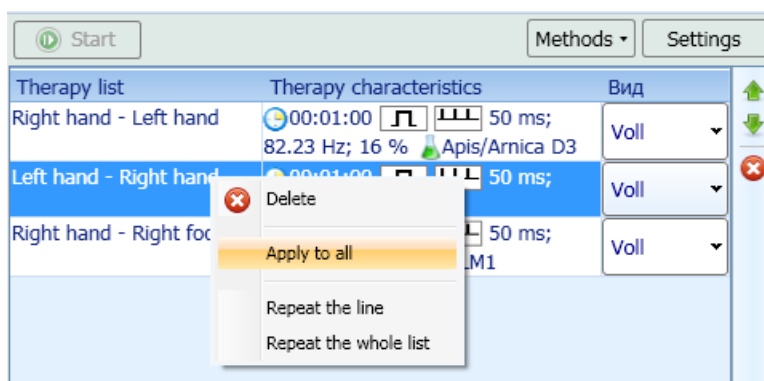 Start Methods Settings
Therapy list Therapy characteristics Вид
Right hand - Left hand 00:01:00 50 ms; Voll
82.23 Hz; 16 % Apis/Arnica D3
Left hand - Right hand 50 ms; Voll
Delete
Right hand - Right 50 ms; Voll
Apply to all LM1
Repeat the line
Repeat the whole list